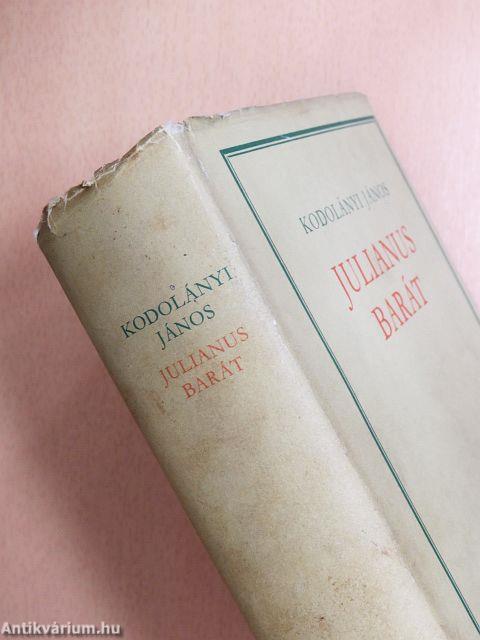 KODOLÁNYI
JÁNOS
JULIANUS
BARÁT
KODOLÁNYI JÁNOS
JULIANUS
BARÁT
Antikvárium.hu